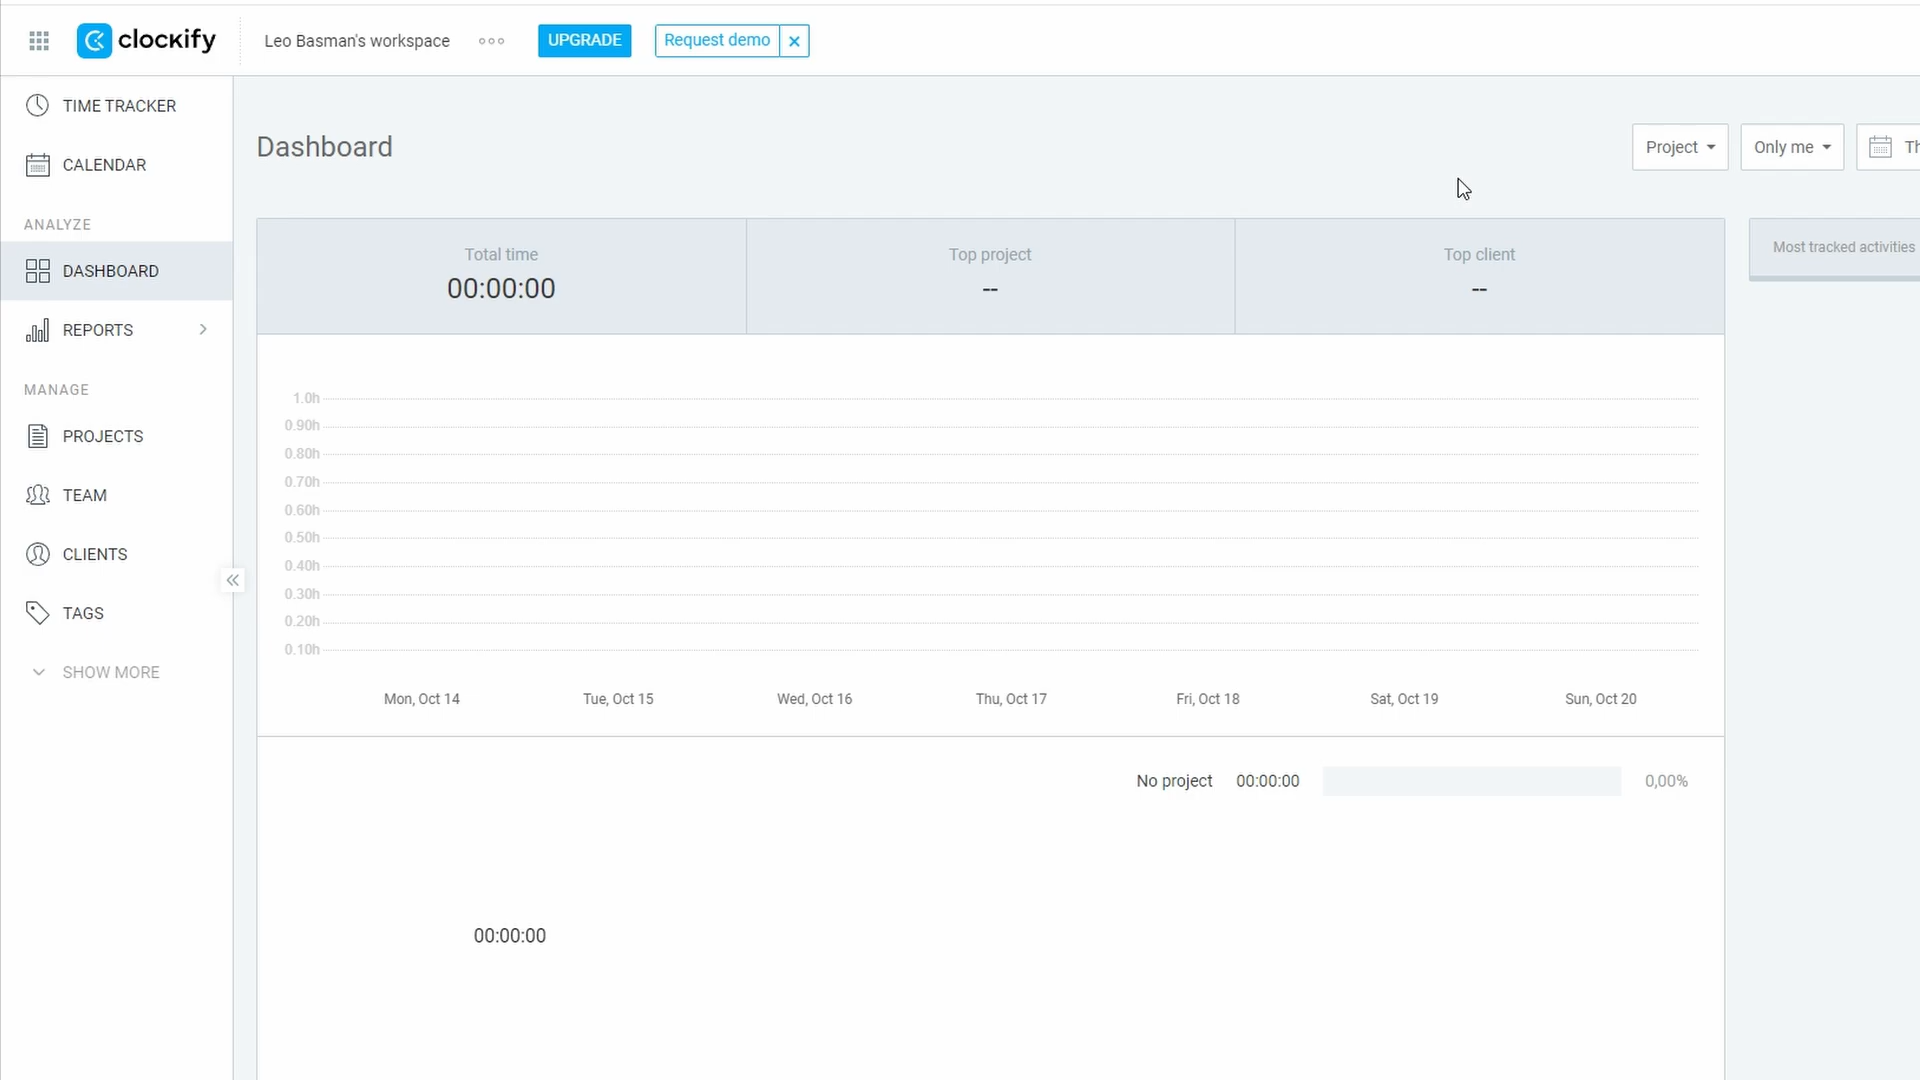 clockify
Leo Basman's workspace
UPGRADE
Request demo
TIME TRACKER
CALENDAR
ANALYZE
DASHBOARD
REPORTS
MANAGE
PROJECTS
TEAM
CLIENTS
TAGS
SHOW MORE
Dashboard
Project
Only me
Th
Total time
00:00:00
Top project
--
Top client
--
Most tracked activities
1.0h
0.90h
0.80h
0.70h
0.60h
0.50h
0.40h
0.30h
0.20h
0.10h
Mon, Oct 14
Tue, Oct 15
Wed, Oct 16
Thu, Oct 17
Fri, Oct 18
Sat, Oct 19
Sun, Oct 20
No project 00:00:00 0,00%
00:00:00